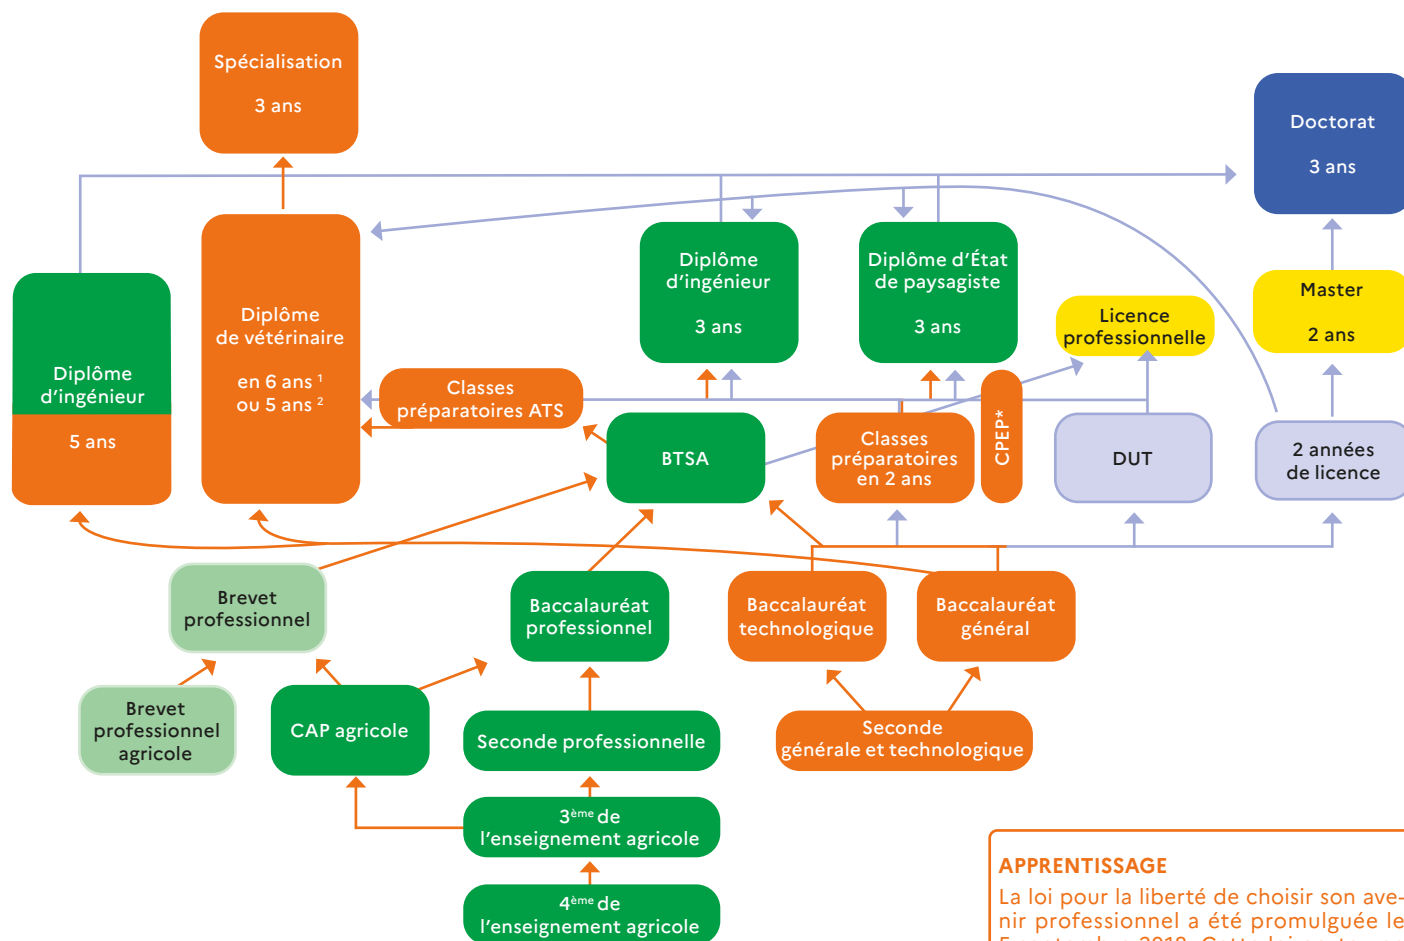 Spécialisation
3 ans
Doctorat
3 ans
Diplôme
de vétérinaire
en 6 ans ¹
ou 5 ans ²
Diplôme
d'ingénieur
3 ans
Diplôme d'État
de paysagiste
3 ans
Licence
professionnelle
Master
2 ans
Diplôme
d'ingénieur
5 ans
Classes
préparatoires ATS
BTSA
Classes
préparatoires
en 2 ans
CPEP*
DUT
2 années
de licence
Brevet
professionnel
Baccalauréat
professionnel
Baccalauréat
technologique
Baccalauréat
général
Brevet
professionnel
agricole
CAP agricole
Seconde professionnelle
Seconde
générale et technologique
3ème de
l'enseignement agricole
4ème de
l'enseignement agricole
APPRENTISSAGE
La loi pour la liberté de choisir son ave-
nir professionnel a été promulguée le